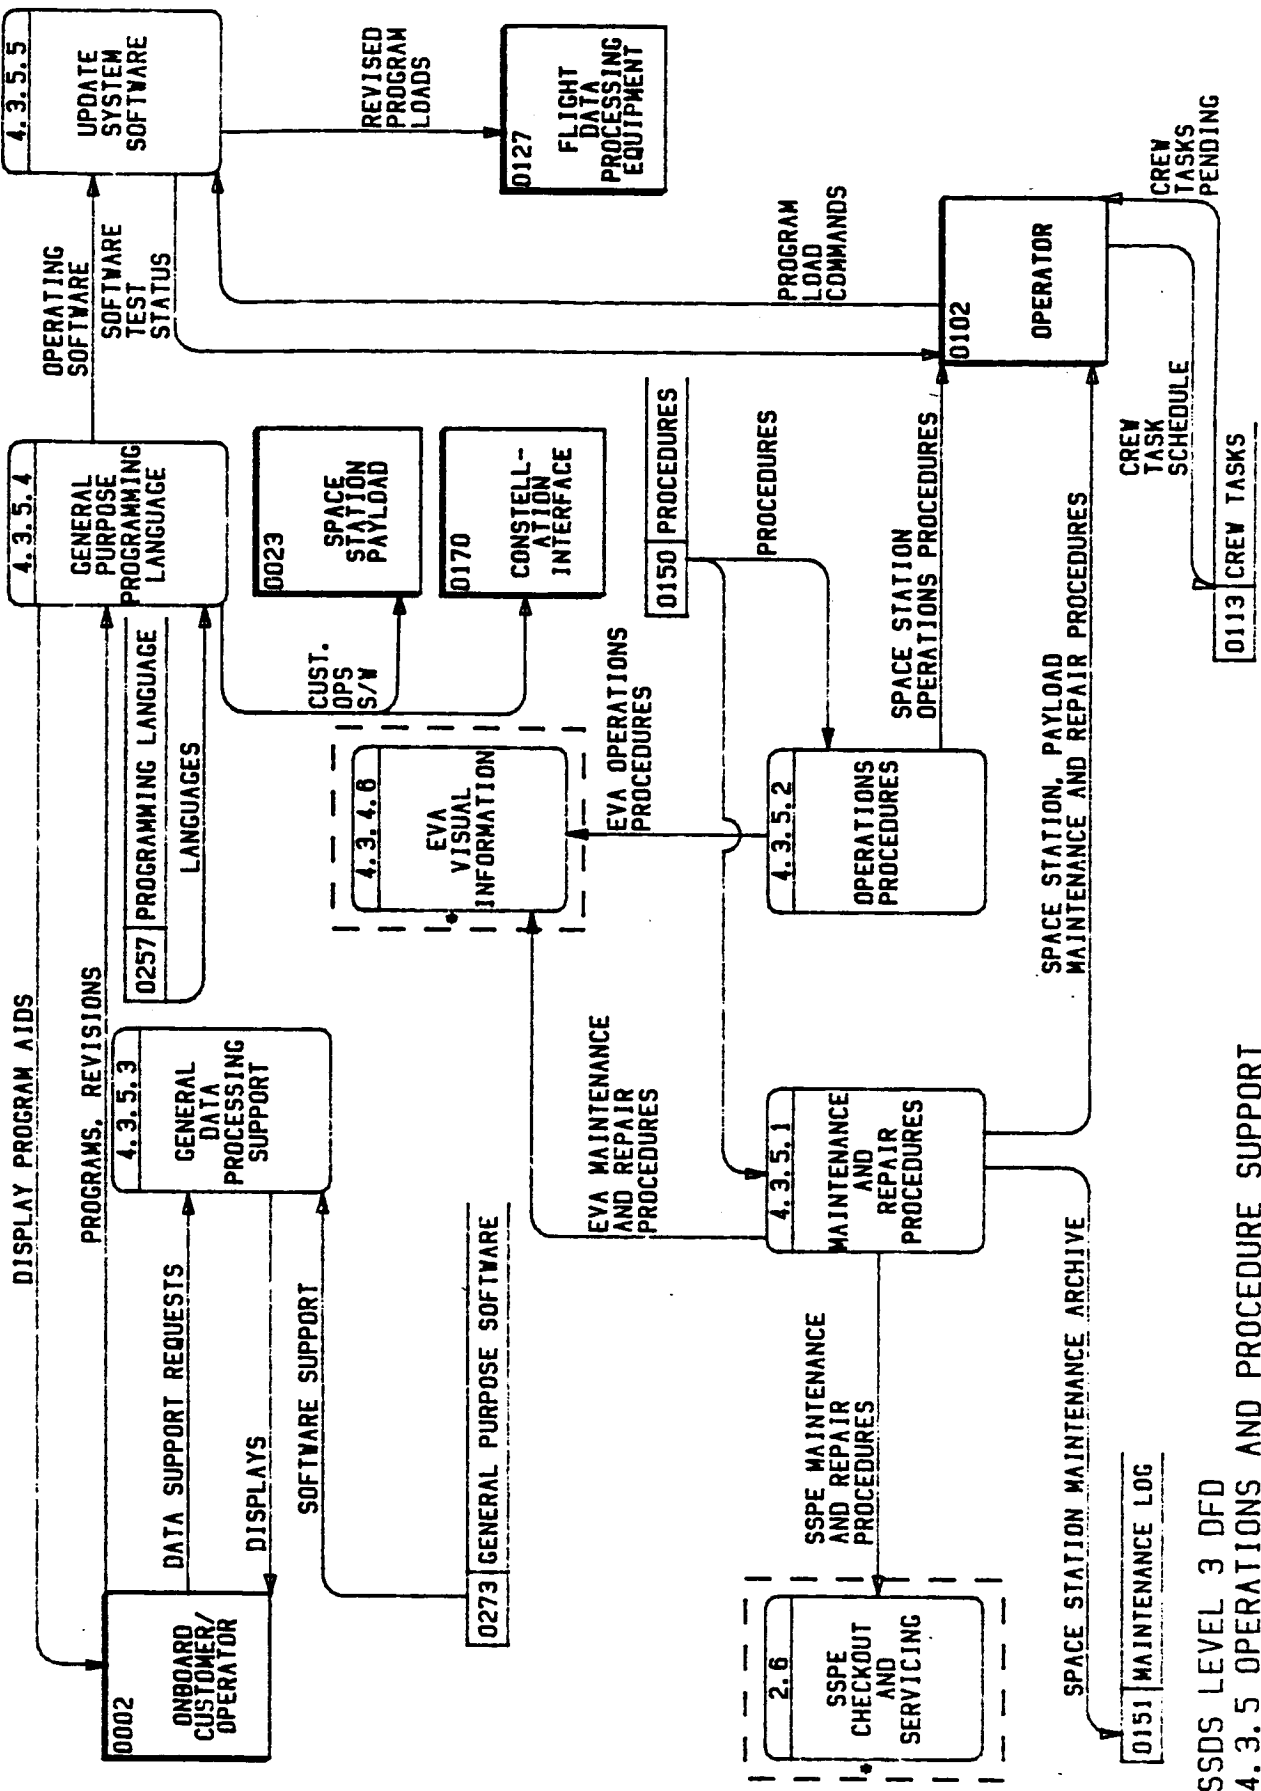 DISPLAY PROGRAM AIDS
PROGRAMS, REVISIONS
0002
ONBOARD
CUSTOMER/
OPERATOR
DATA SUPPORT REQUESTS
DISPLAYS
SOFTWARE SUPPORT
0273 GENERAL PURPOSE SOFTWARE
4.3.5.3
GENERAL
DATA
PROCESSING
SUPPORT
0257 PROGRAMMING LANGUAGE
LANGUAGES
4.3.5.4
GENERAL
PURPOSE
PROGRAMMING
LANGUAGE
OPERATING
SOFTWARE
SOFTWARE
TEST
STATUS
4.3.5.5
UPDATE
SYSTEM
SOFTWARE
REVISED
PROGRAM
LOADS
0127
FLIGHT
DATA
PROCESSING
EQUIPMENT
CUST.
OPS
S/W
0023
SPACE
STATION
PAYLOAD
0170
CONSTELL-
ATION
INTERFACE
4.3.4.6
EVA
VISUAL
INFORMATION
EVA MAINTENANCE
AND REPAIR
PROCEDURES
EVA OPERATIONS
PROCEDURES
0150 PROCEDURES
PROCEDURES
PROGRAM
LOAD
COMMANDS
2.6
SSPE
CHECKOUT
AND
SERVICING
SSPE MAINTENANCE
AND REPAIR
PROCEDURES
4.3.5.1
MAINTENANCE
AND
REPAIR
PROCEDURES
4.3.5.2
OPERATIONS
PROCEDURES
SPACE STATION
OPERATIONS PROCEDURES
0102
OPERATOR
SPACE STATION, PAYLOAD
MAINTENANCE AND REPAIR PROCEDURES
CREW
TASK
SCHEDULE
CREW
TASKS
PENDING
0113 CREW TASKS
SPACE STATION MAINTENANCE ARCHIVE
0151 MAINTENANCE LOG
SSDS LEVEL 3 DFD
4.3.5 OPERATIONS AND PROCEDURE SUPPORT